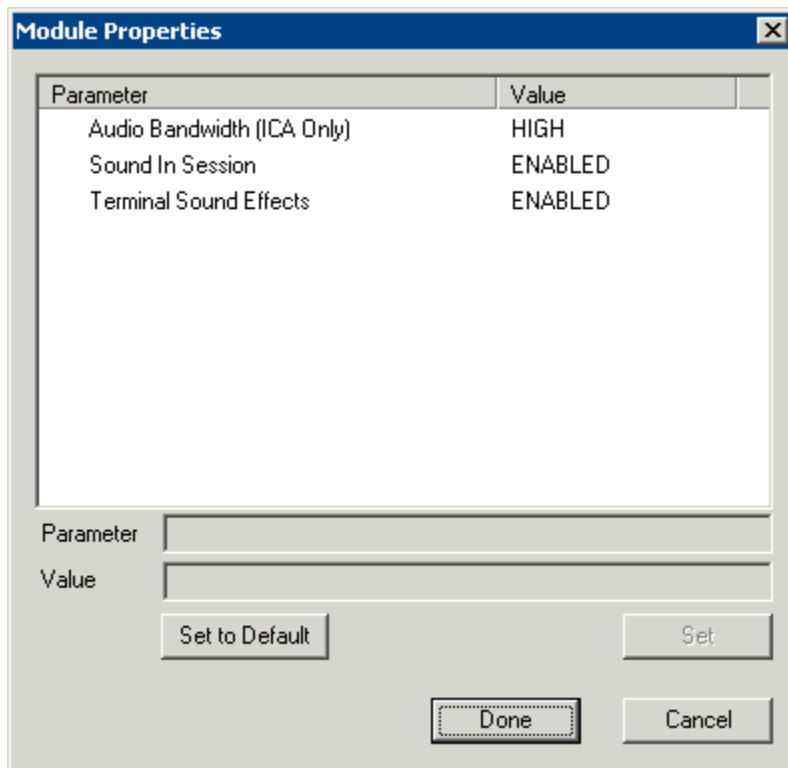 Module Properties
Parameter Value
Audio Bandwidth (ICA Only) HIGH
Sound In Session ENABLED
Terminal Sound Effects ENABLED
Parameter
Value
Set to Default Set
Done Cancel